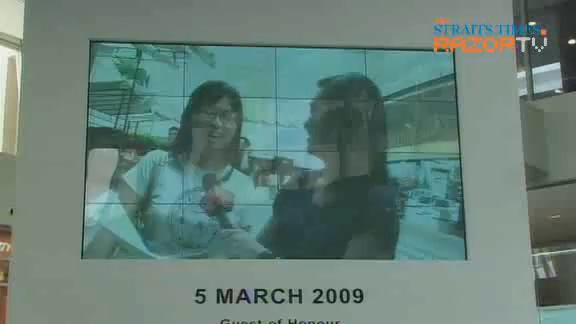 THE STRAITS TIMES
RAZORTV
5 MARCH 2009
Guest of Honour